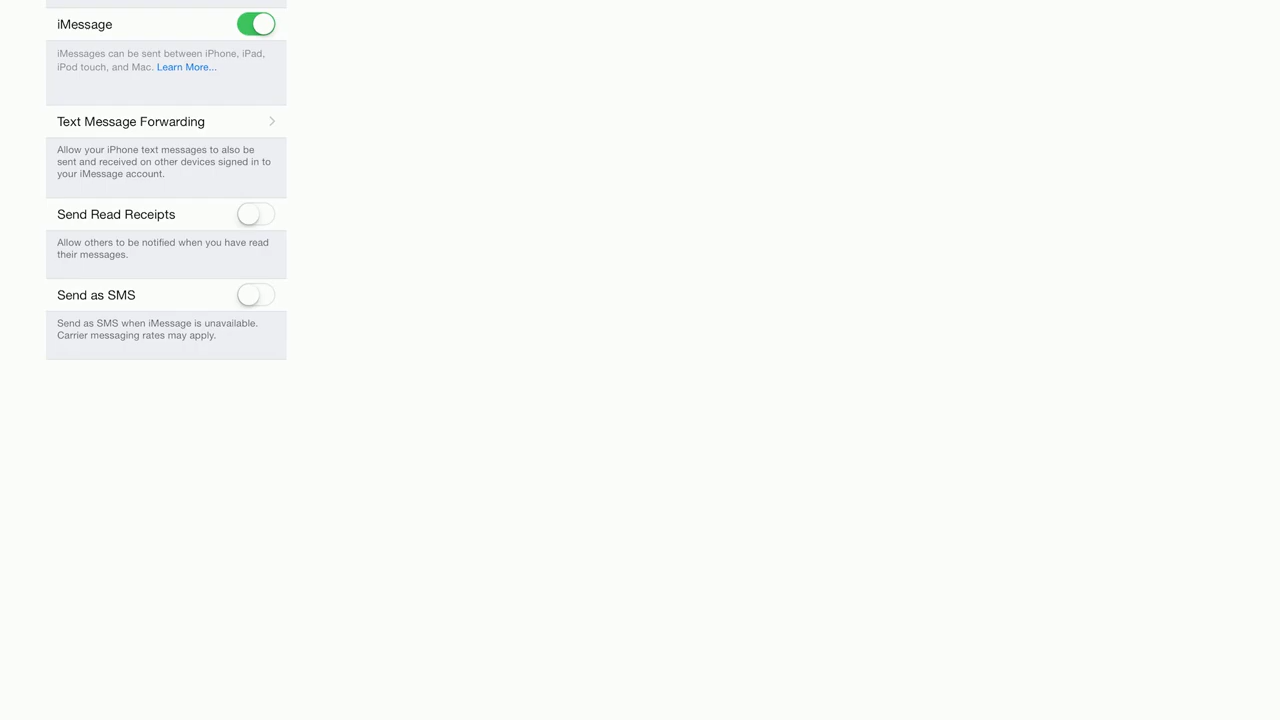 iMessage
iMessages can be sent between iPhone, iPad,
iPod touch, and Mac. Learn More...
Text Message Forwarding
Allow your iPhone text messages to also be
sent and received on other devices signed in to
your iMessage account.
Send Read Receipts
Allow others to be notified when you have read
their messages.
Send as SMS
Send as SMS when iMessage is unavailable.
Carrier messaging rates may apply.